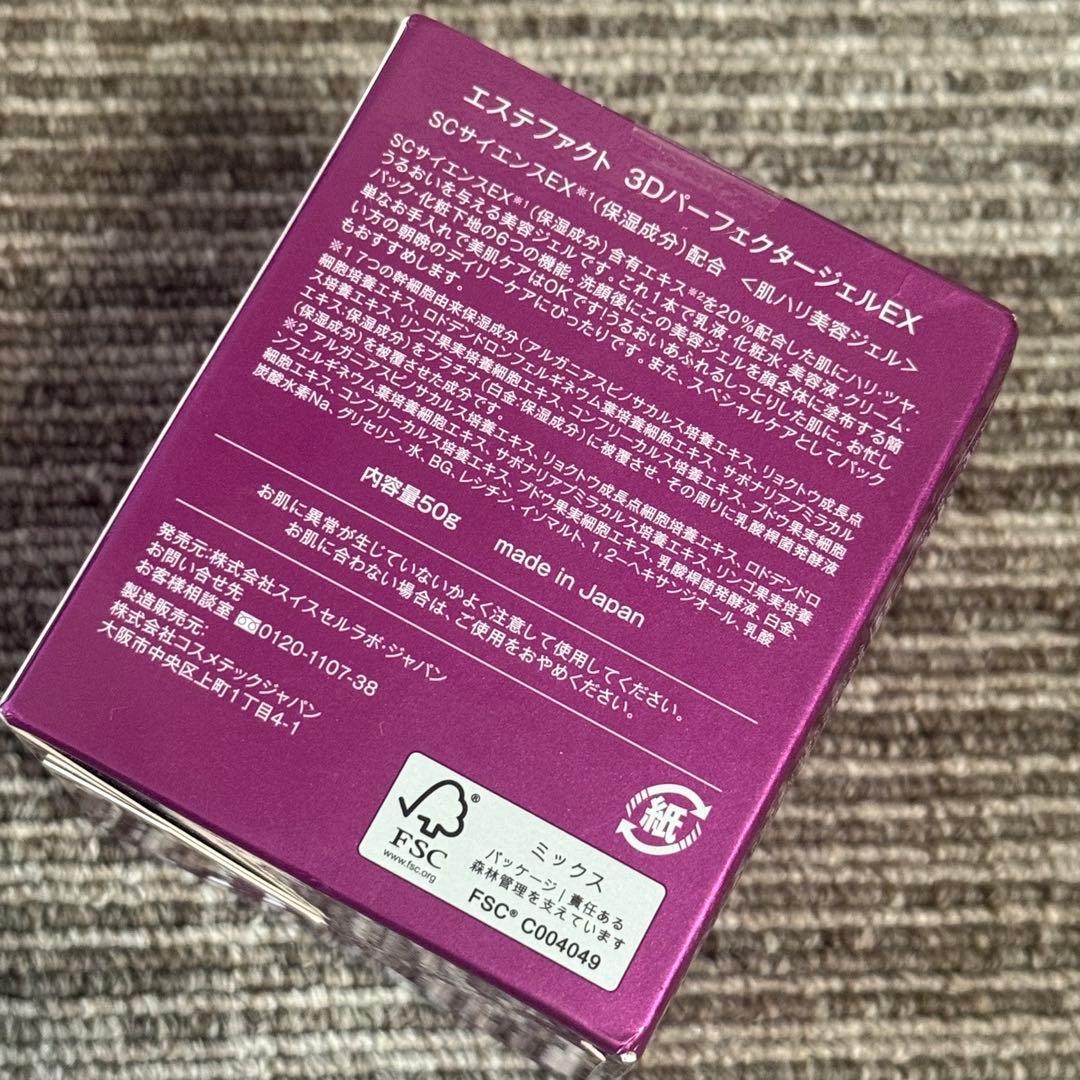 エステファクト 3DパーフェクタージェルEX
SCサイエンスEX※1(保湿成分)配合 <肌ハリ美容ジェル>
SCサイエンスEX※1(保湿成分)含有エキス※2を20%配合した肌にハリ・ツヤ・
うるおいを与える美容ジェルです。これ1本で乳液・化粧水・美容液・クリーム・
パック・化粧下地の6つの機能。洗顔後にこの美容ジェルを顔全体に塗布する簡
単なお手入れで美肌ケアはOKです!うるおいあふれるしっとりした肌に。お忙し
い方の朝晩のデイリーケアにぴったりです。また、スペシャルケアとしてパック
もおすすめします。
※1 7つの幹細胞由来保湿成分(アルガニアスピノサカルス培養エキス、リョクトウ成長点
細胞培養エキス、ロドデンドロンフェルギネウム葉培養細胞エキス、サポナリアプミラカル
ス培養エキス、リンゴ果実培養細胞エキス、コンフリーカルス培養エキス、ブドウ果実細胞
エキス:保湿成分)をプラチナ(白金:保湿成分)に被覆させ、その周りに乳酸桿菌発酵液
(保湿成分)を被覆させた成分です。
※2 アルガニアスピノサカルス培養エキス、リョクトウ成長点細胞培養エキス、ロドデンドロ
ンフェルギネウム葉培養細胞エキス、サポナリアプミラカルス培養エキス、リンゴ果実培養
細胞エキス、コンフリーカルス培養エキス、ブドウ果実細胞エキス、乳酸桿菌発酵液、白金、
水、BG、レシチン、イソマルト、1,2-ヘキサンジオール、乳酸
炭酸水素Na、グリセリン
内容量50g
made in Japan
お肌に異常が生じていないかよく注意して使用してください。
お肌に合わない場合は、ご使用をおやめください。
発売元:株式会社スイスセルラボ・ジャパン
お問い合せ先
お客様相談室 0120-1107-38
製造販売元:
株式会社コスメテックジャパン
大阪市中央区上町1丁目4-1
紙
FSC®
www.fsc.org
ミックス
パッケージ|責任ある
森林管理を支えています
FSC® C004049